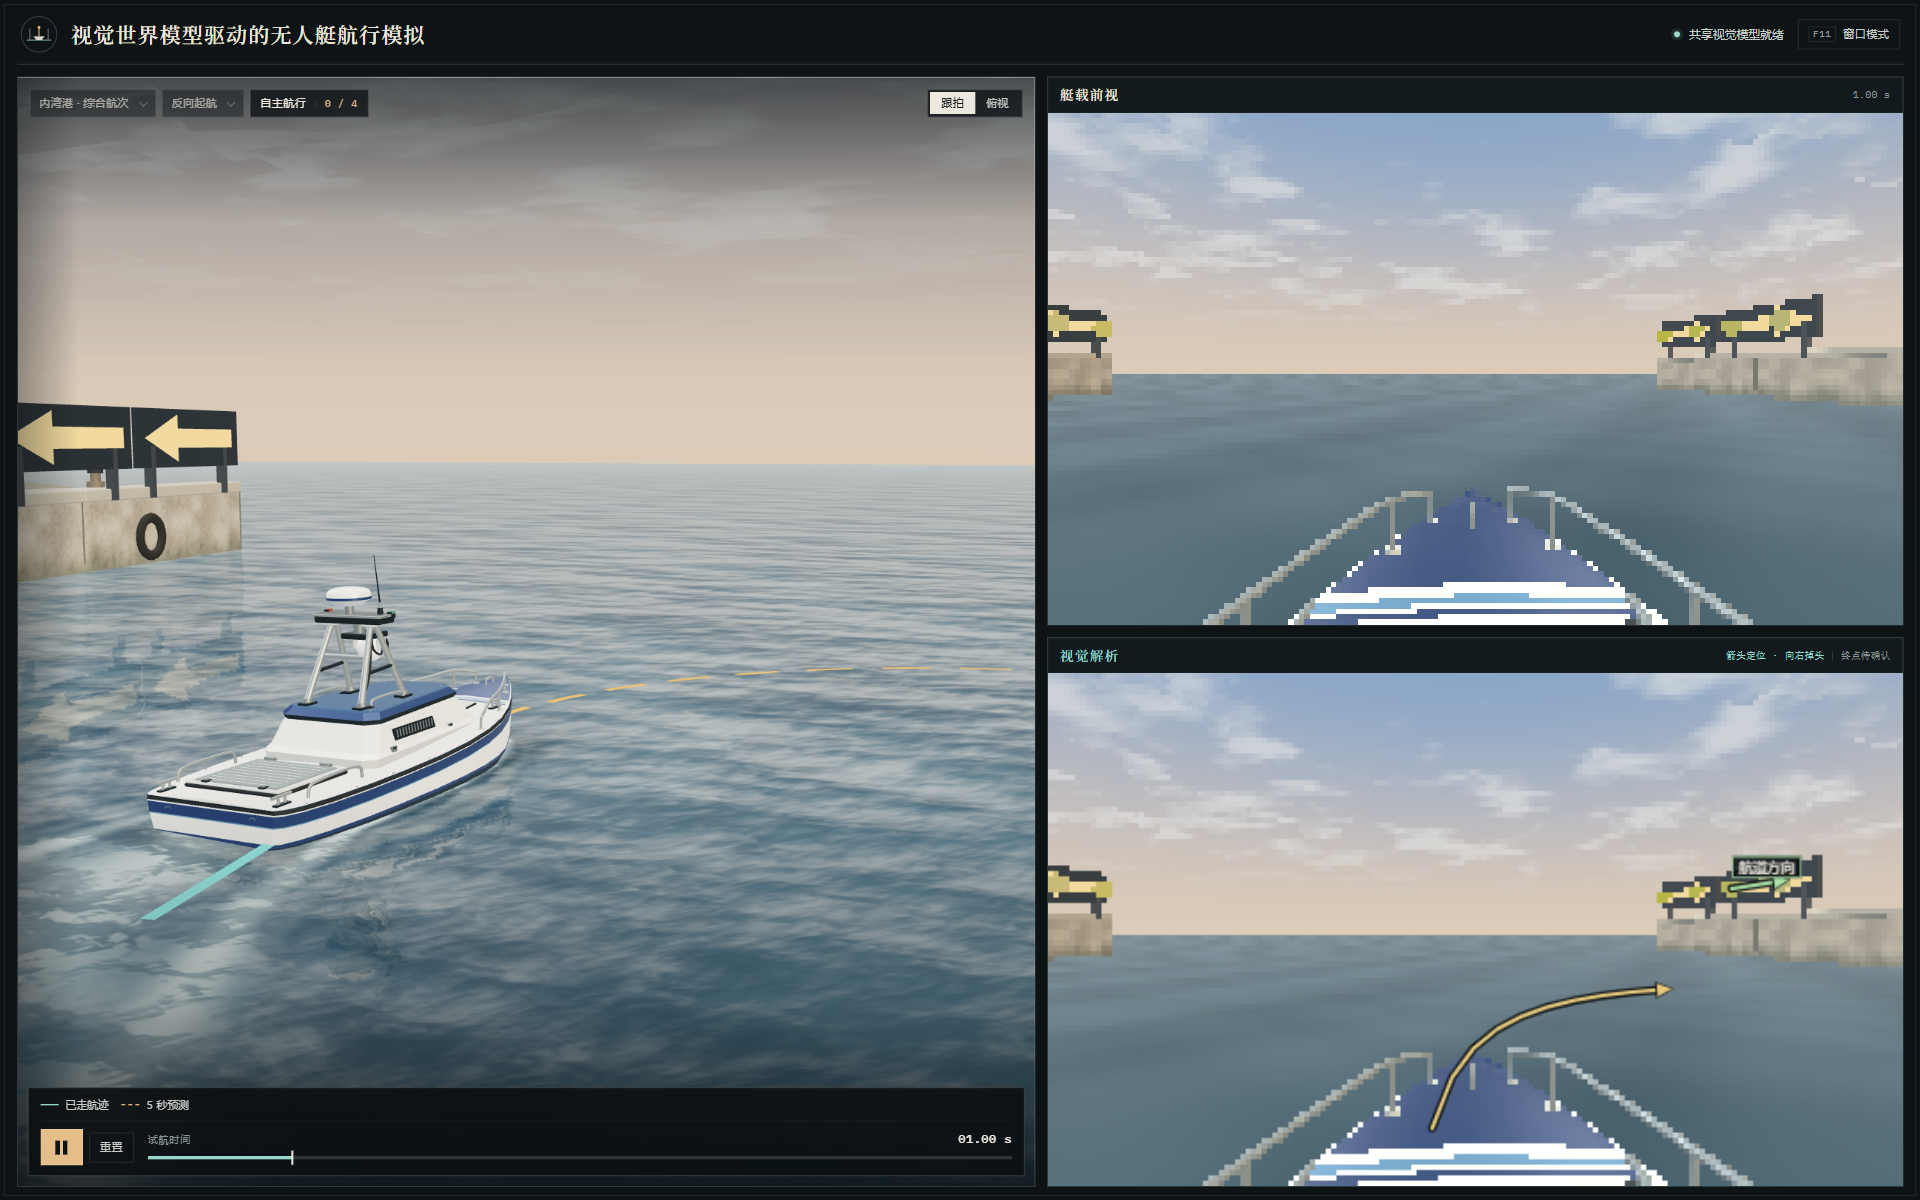 视觉世界模型驱动的无人艇航行模拟
共享视觉模型就绪
F11 窗口模式
内湾港 · 综合航次
反向起航
自主航行 0 / 4
跟拍 俯视
艇载前视
1.00 s
视觉解析
箭头定位 · 向右掉头 终点待确认
航道方向
已走航迹 5 秒预测
重置
试航时间
01.00 s